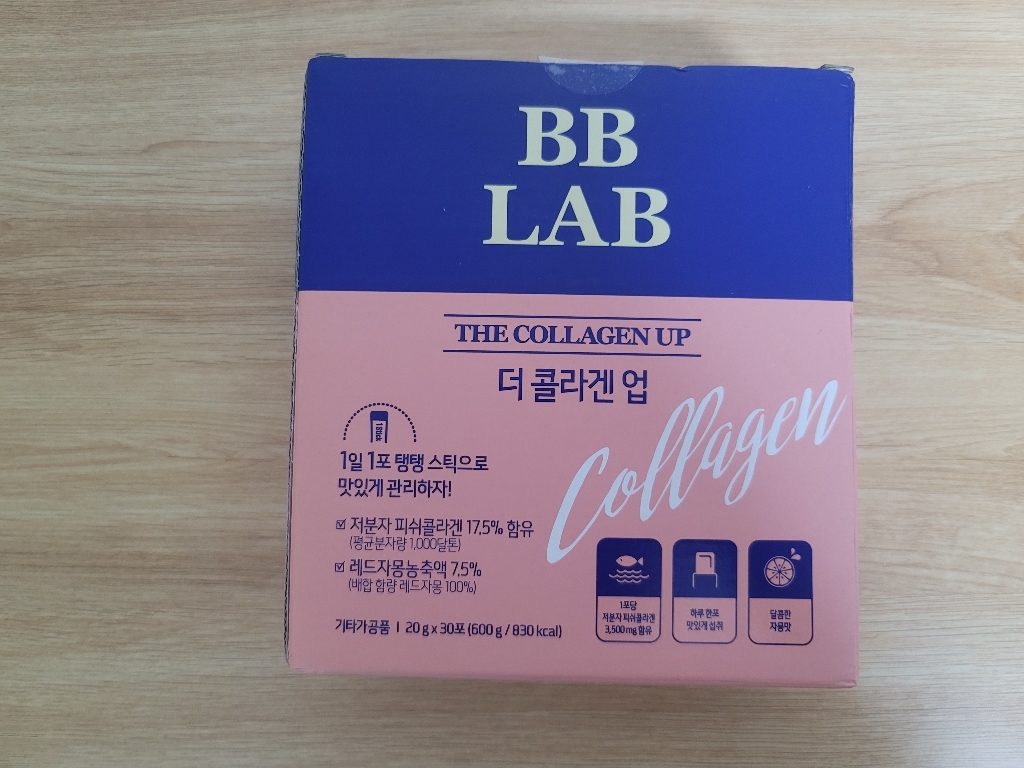 BB
LAB
THE COLLAGEN UP
더 콜라겐 업
Collagen
1 Stick
1일 1포 탱탱 스틱으로
맛있게 관리하자!
저분자 피쉬콜라겐 17.5% 함유
(평균분자량 1,000달톤)
레드자몽농축액 7.5%
(배합 함량 레드자몽 100%)
기타가공품 | 20 g x 30포 (600 g / 830 kcal)
1포당
저분자 피쉬콜라겐
3,500 mg 함유
하루 한포
맛있게 섭취
달콤한
자몽맛